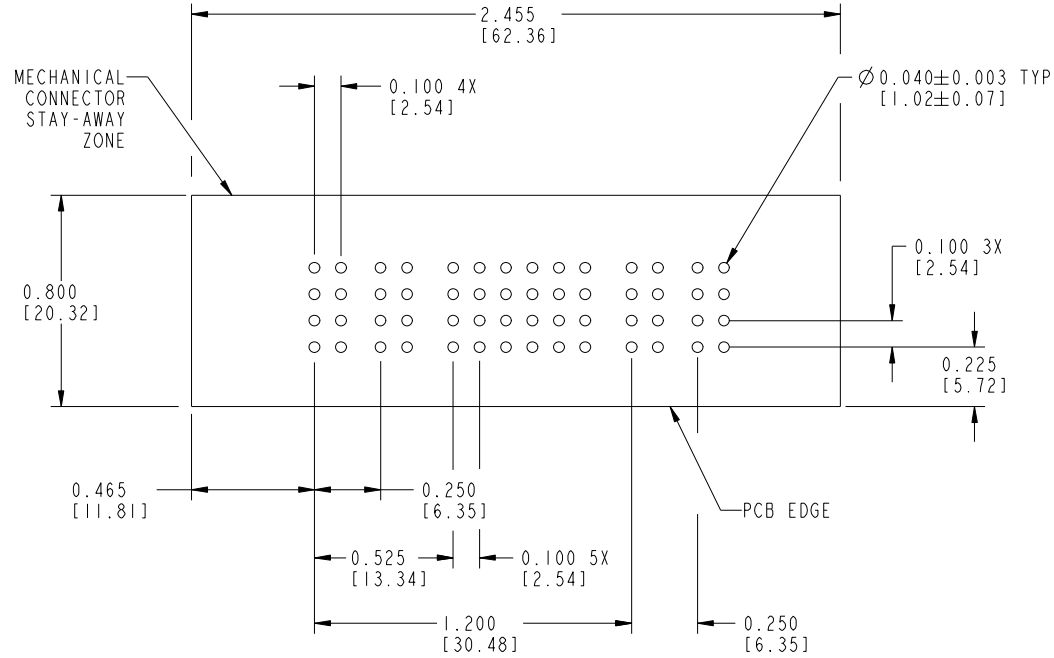 2.455
[62.36]
MECHANICAL
CONNECTOR
STAY-AWAY
ZONE
0.100 4X
[2.54]
Ø0.040±0.003 TYP
[1.02±0.07]
0.100 3X
[2.54]
0.800
[20.32]
0.225
[5.72]
0.465
[11.81]
0.250
[6.35]
PCB EDGE
0.525
[13.34]
0.100 5X
[2.54]
1.200
[30.48]
0.250
[6.35]